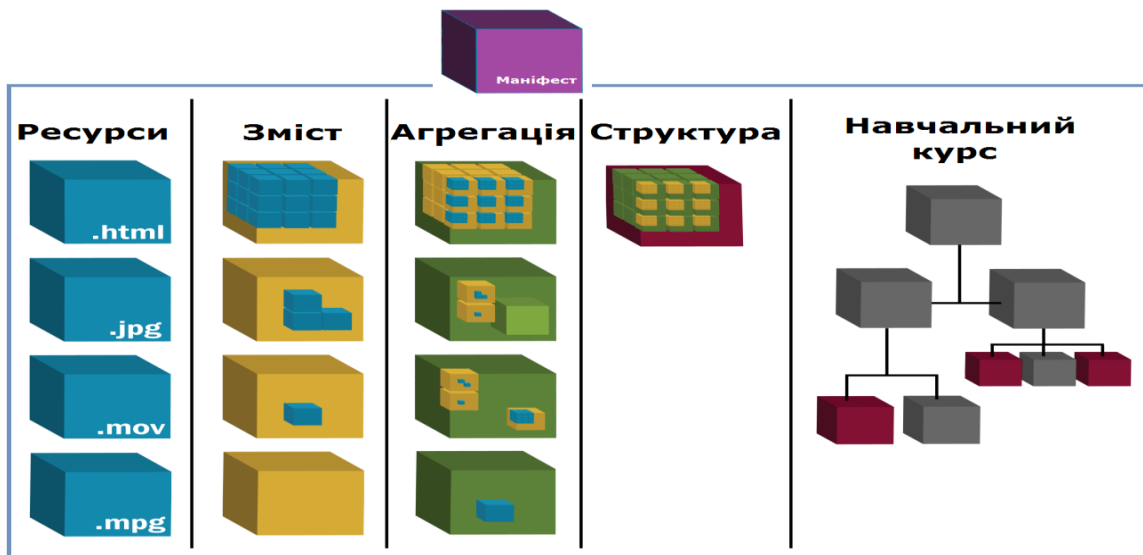 Маніфест
Ресурси
Зміст
Агрегація
Структура
Навчальний
курс
.html
.jpg
.mov
.mpg